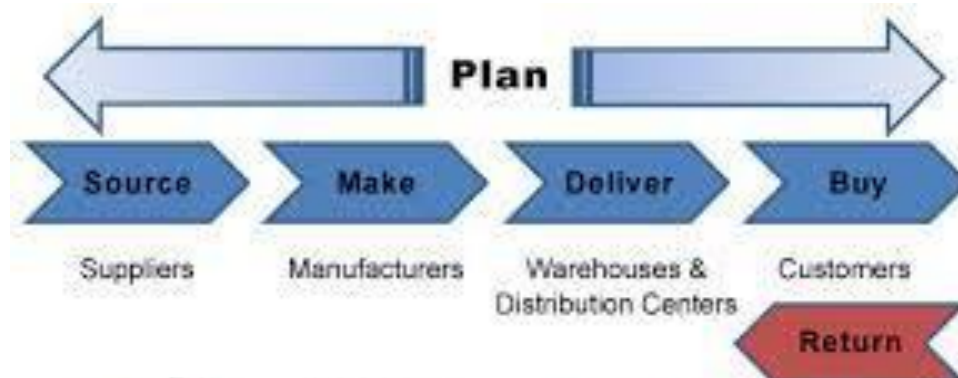 Plan
Source
Make
Deliver
Buy
Suppliers
Manufacturers
Warehouses &
Distribution Centers
Customers
Return